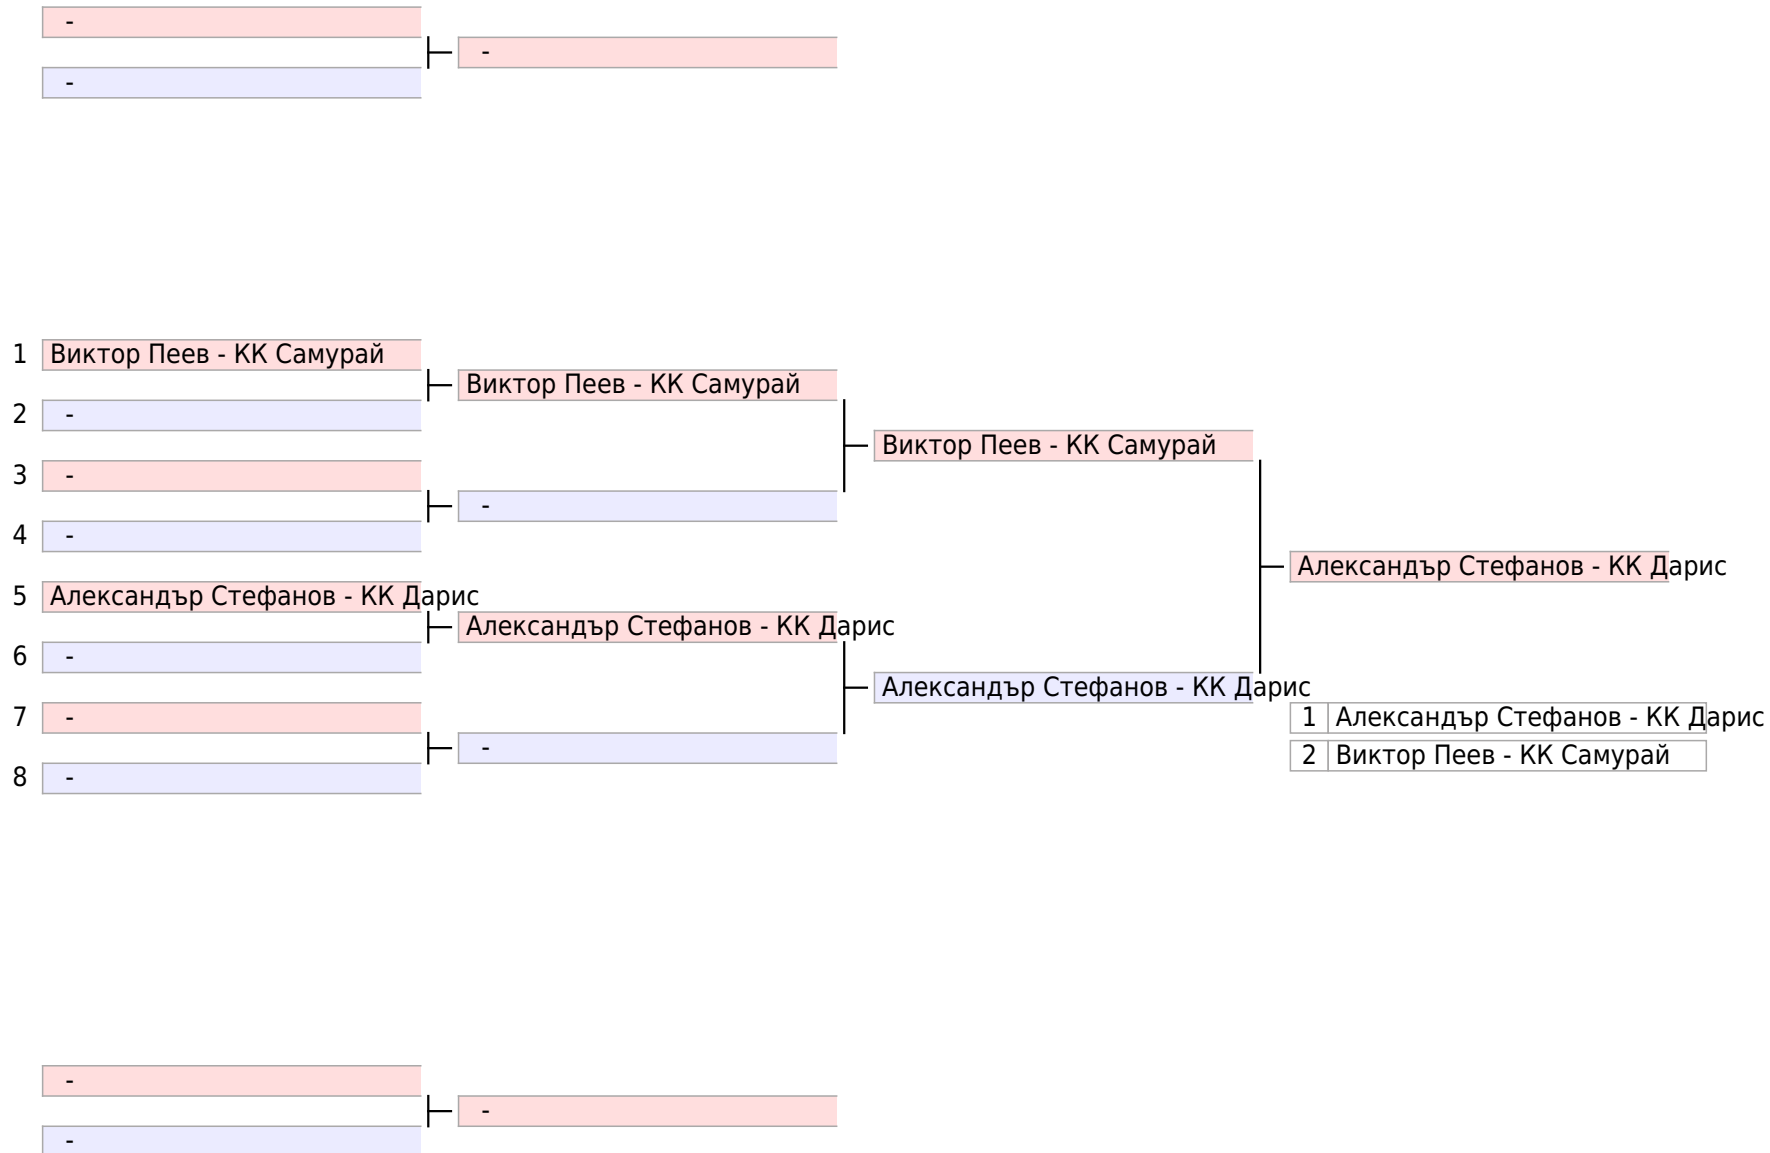 -
-
-
1 Виктор Пеев - КК Самурай
Виктор Пеев - КК Самурай
2 -
Виктор Пеев - КК Самурай
3 -
-
4 -
Александър Стефанов - КК Дарис
5 Александър Стефанов - КК Дарис
Александър Стефанов - КК Дарис
6 -
Александър Стефанов - КК Дарис
7 -
1 Александър Стефанов - КК Дарис
-
2 Виктор Пеев - КК Самурай
8 -
-
-
-